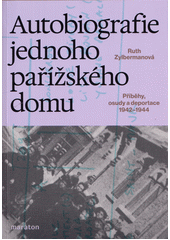 Autobiografie
jednoho
pařížského
domu
Ruth
Zylbermanová
Příběhy,
osudy a deportace
1942–1944
maraton